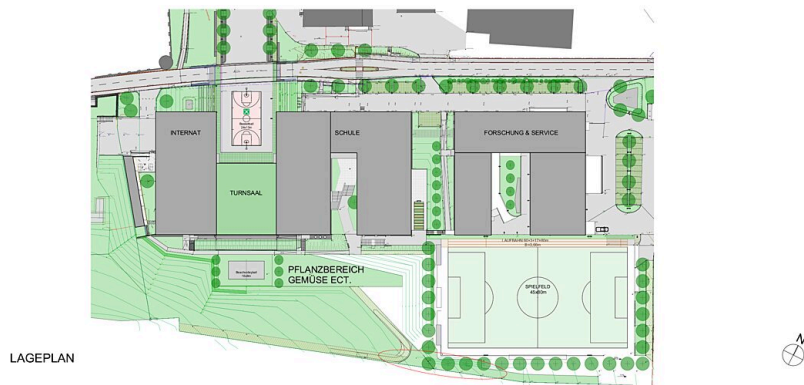 INTERNAT
SCHULE
FORSCHUNG & SERVICE
TURNSAAL
PFLANZBEREICH
GEMÜSE ECT.
SPIELFELD
LAGEPLAN
N